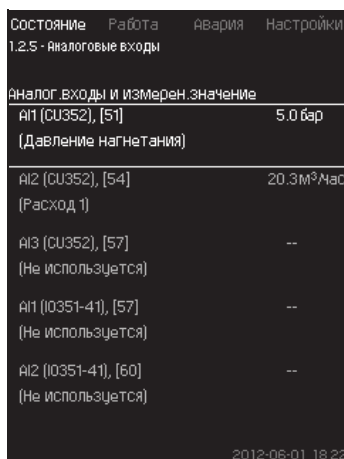 Состояние Работа Авария Настройки
1.2.5 - Аналоговые входы
Аналог.входы и измерен.значение
AI1 (CU352), [51] 5.0 бар
(Давление нагнетания)
AI2 (CU352), [54] 20.3м³/час
(Расход 1)
AI3 (CU352), [57] --
(Не используется)
AI1 (IO351-41), [57] --
(Не используется)
AI2 (IO351-41), [60] --
(Не используется)
2012-06-01 18:22